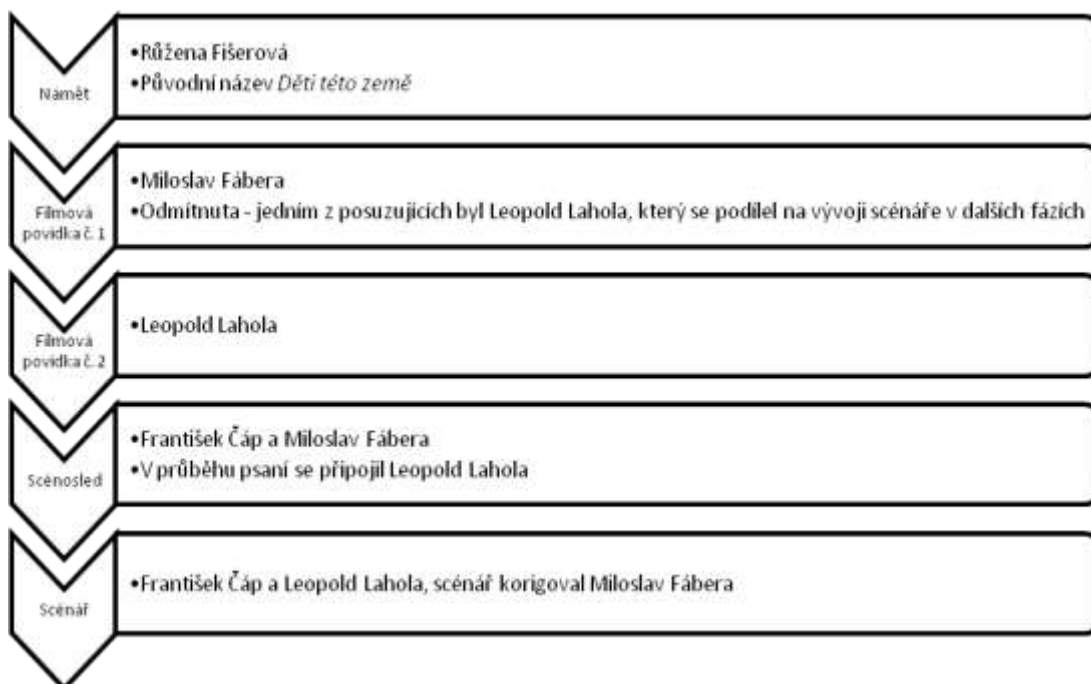 Namět
•Růžena Fišerová
•Původní název Děti této země
Filmová
povídka č. 1
•Miloslav Fábera
•Odmítnuta - jedním z posuzujících byl Leopold Lahola, který se podílel na vývoji scénáře v dalších fázích
Filmová
povídka č. 2
•Leopold Lahola
Scénosled
•František Čáp a Miloslav Fábera
•V průběhu psaní se připojil Leopold Lahola
Scénář
•František Čáp a Leopold Lahola, scénář korigoval Miloslav Fábera